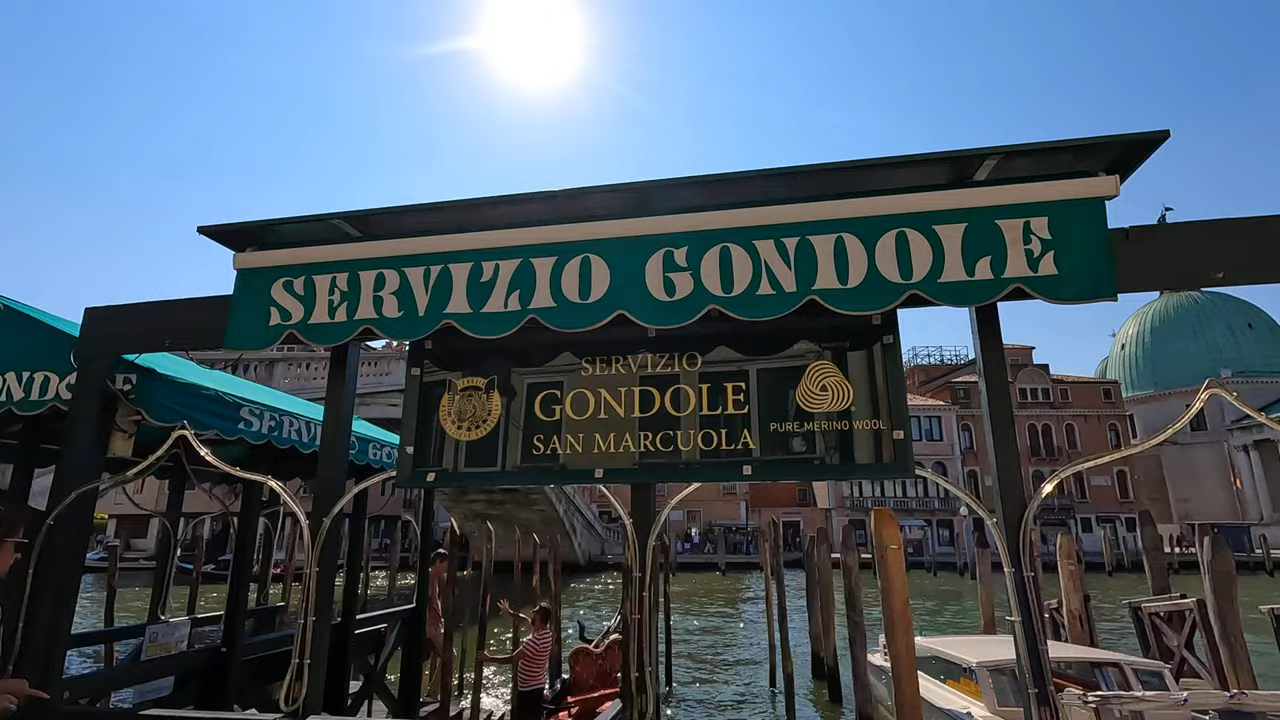 SERVIZIO GONDOLE
SERVIZIO
GONDOLE
SAN MARCUOLA
PURE MERINO WOOL